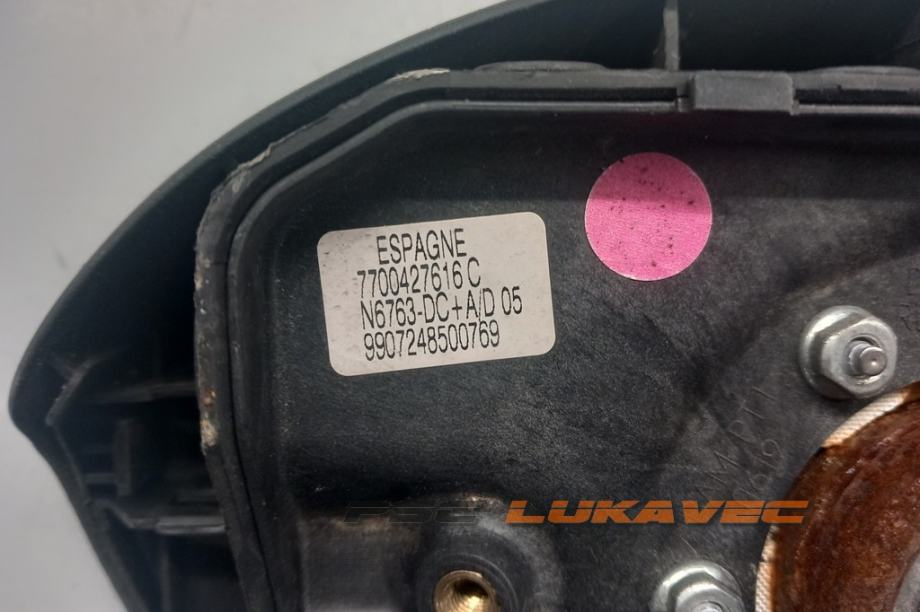 ESPAGNE
7700427616 C
N6763-DC+A/D 05
9907248500769
LUKAVEC